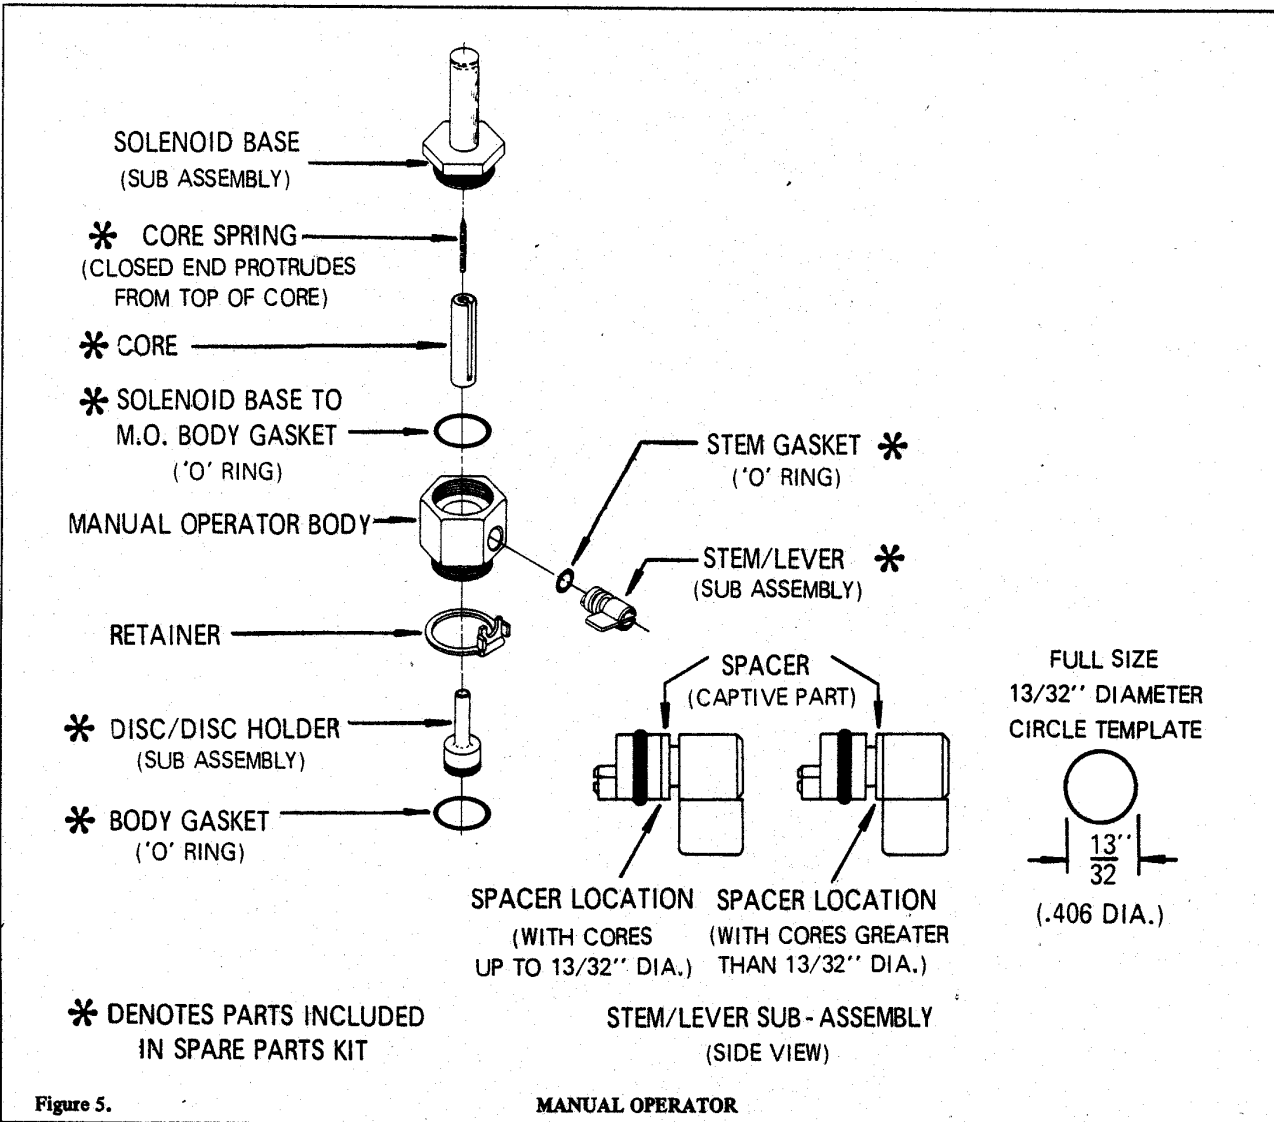 SOLENOID BASE
(SUB ASSEMBLY)
* CORE SPRING
(CLOSED END PROTRUDES
FROM TOP OF CORE)
* CORE
* SOLENOID BASE TO
M.O. BODY GASKET
('O' RING)
MANUAL OPERATOR BODY
RETAINER
* DISC/DISC HOLDER
(SUB ASSEMBLY)
* BODY GASKET
('O' RING)
STEM GASKET *
('O' RING)
STEM/LEVER *
(SUB ASSEMBLY)
SPACER
(CAPTIVE PART)
SPACER LOCATION
(WITH CORES
UP TO 13/32'' DIA.)
SPACER LOCATION
(WITH CORES GREATER
THAN 13/32'' DIA.)
STEM/LEVER SUB-ASSEMBLY
(SIDE VIEW)
FULL SIZE
13/32'' DIAMETER
CIRCLE TEMPLATE
13''
32
(.406 DIA.)
* DENOTES PARTS INCLUDED
IN SPARE PARTS KIT
Figure 5.
MANUAL OPERATOR